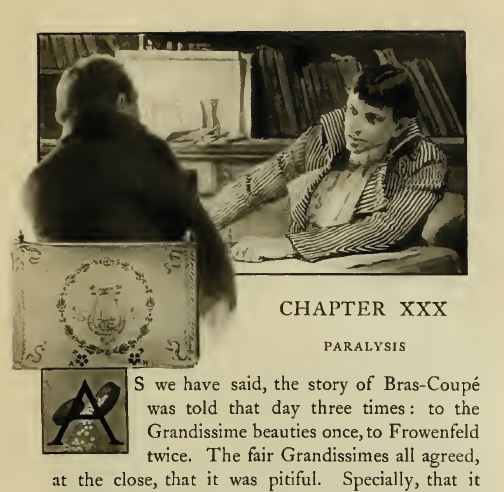 CHAPTER XXX
PARALYSIS
AS we have said, the story of Bras-Coupé
was told that day three times: to the
Grandissime beauties once, to Frowenfeld
twice. The fair Grandissimes all agreed,
at the close, that it was pitiful. Specially, that it